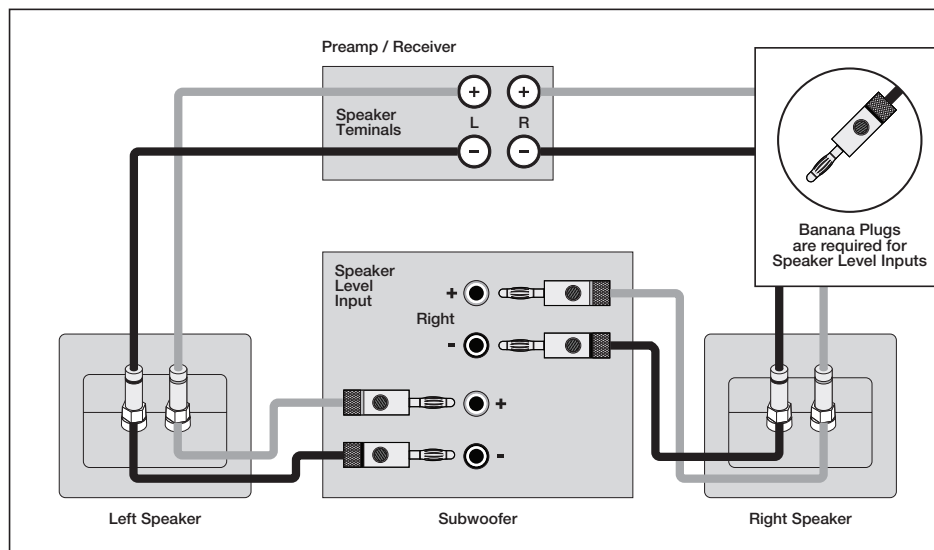 Preamp / Receiver
Speaker
Teminals
+
+
L
R
-
-
Banana Plugs
are required for
Speaker Level Inputs
Speaker
Level
Input
+
Right
-
+
-
Left Speaker
Subwoofer
Right Speaker